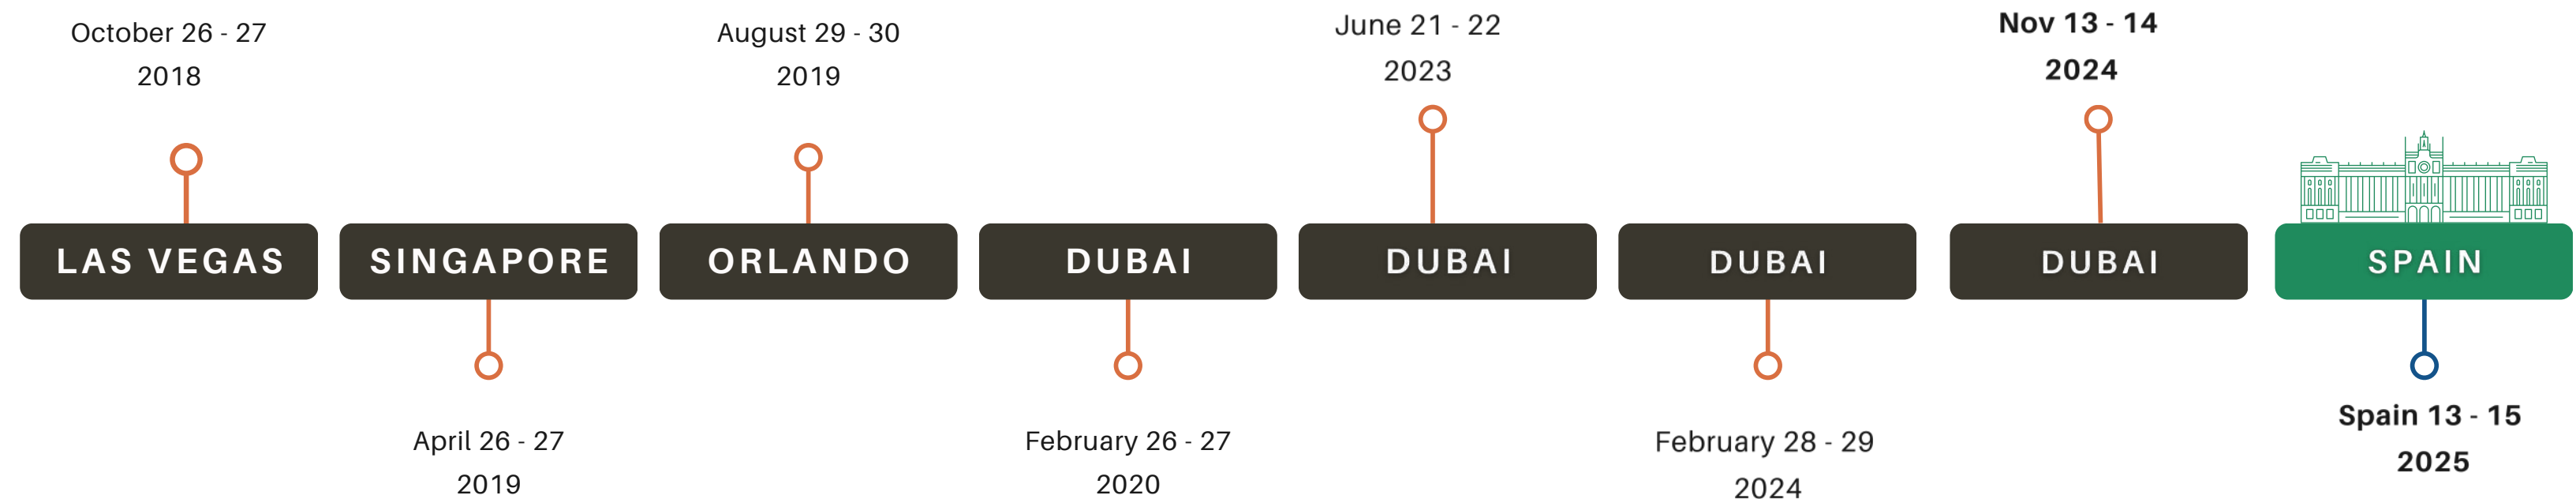 October 26 - 27
2018
August 29 - 30
2019
June 21 - 22
2023
Nov 13 - 14
2024
LAS VEGAS
SINGAPORE
ORLANDO
DUBAI
DUBAI
DUBAI
DUBAI
SPAIN
April 26 - 27
2019
February 26 - 27
2020
February 28 - 29
2024
Spain 13 - 15
2025